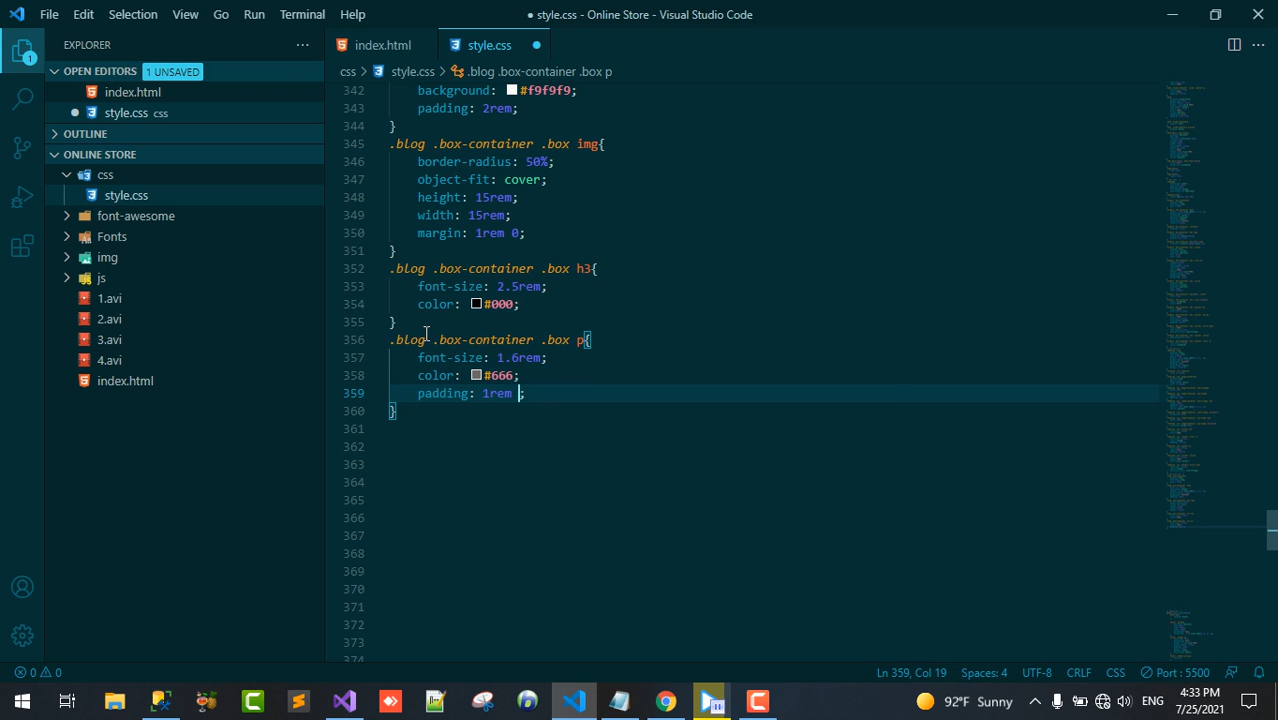 File Edit Selection View Go Run Terminal Help
● style.css - Online Store - Visual Studio Code
EXPLORER
index.html
style.css
OPEN EDITORS 1 UNSAVED
css > style.css > .blog .box-container .box p
index.html
style.css css
OUTLINE
ONLINE STORE
css
style.css
font-awesome
Fonts
img
js
1.avi
2.avi
3.avi
4.avi
index.html
1
342 background: #f9f9f9;
343 padding: 2rem;
344 }
345 .blog .box-container .box img{
346 border-radius: 50%;
347 object-fit: cover;
348 height: 15rem;
349 width: 15rem;
350 margin: 1rem 0;
351 }
352 .blog .box-container .box h3{
353 font-size: 2.5rem;
354 color: #000;
355 }
356 .blog .box-container .box p{
357 font-size: 1.6rem;
358 color: #666;
359 padding: 1rem ;
360 }
361
362
363
364
365
366
367
368
369
370
371
372
373
374
0 0
Ln 359, Col 19 Spaces: 4 UTF-8 CRLF CSS Port : 5500
92°F Sunny
ENG
4:33 PM
7/25/2021